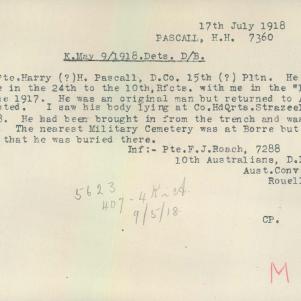 17th July 1918
PASCALL, H.H. 7360
K.May 9/1918.Dets. D/B.
te.Harry (?)H. Pascall, D.Co. 15th (?) Pltn. He
e in the 24th to the 10th,Rfcts. with me in the "
e 1917. He was an original man but returned to A
sted. I saw his body lying at Co.HdQrts.Strazeel
8. He had been brought in from the trench and was
The nearest Military Cemetery was at Borre but
that he was buried there.
Inf:- Pte.F.J.Roach, 7288
10th Australians, D.
Aust.Conv
Rouel
5623
407-4 K-A.
9/5/18.
CP.
M